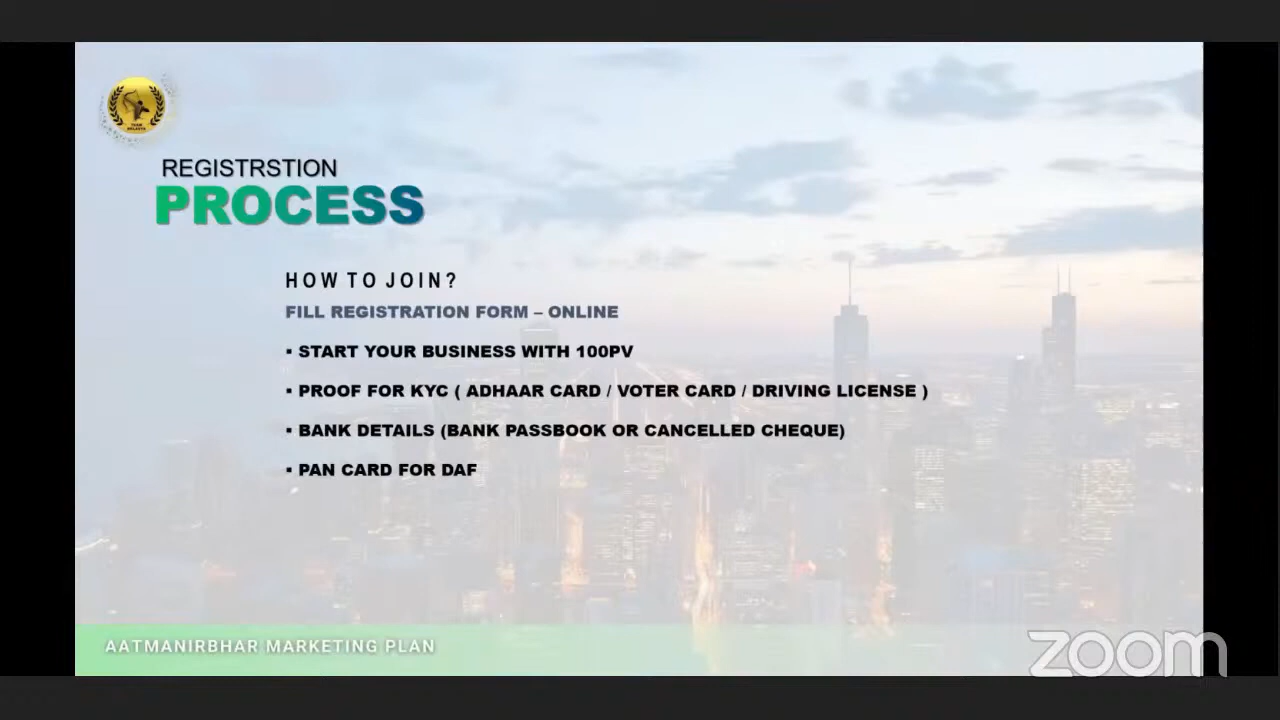 REGISTRSTION
PROCESS
HOW TO JOIN?
FILL REGISTRATION FORM – ONLINE
▪ START YOUR BUSINESS WITH 100PV
▪ PROOF FOR KYC ( ADHAAR CARD / VOTER CARD / DRIVING LICENSE )
▪ BANK DETAILS (BANK PASSBOOK OR CANCELLED CHEQUE)
▪ PAN CARD FOR DAF
AATMANIRBHAR MARKETING PLAN
zoom